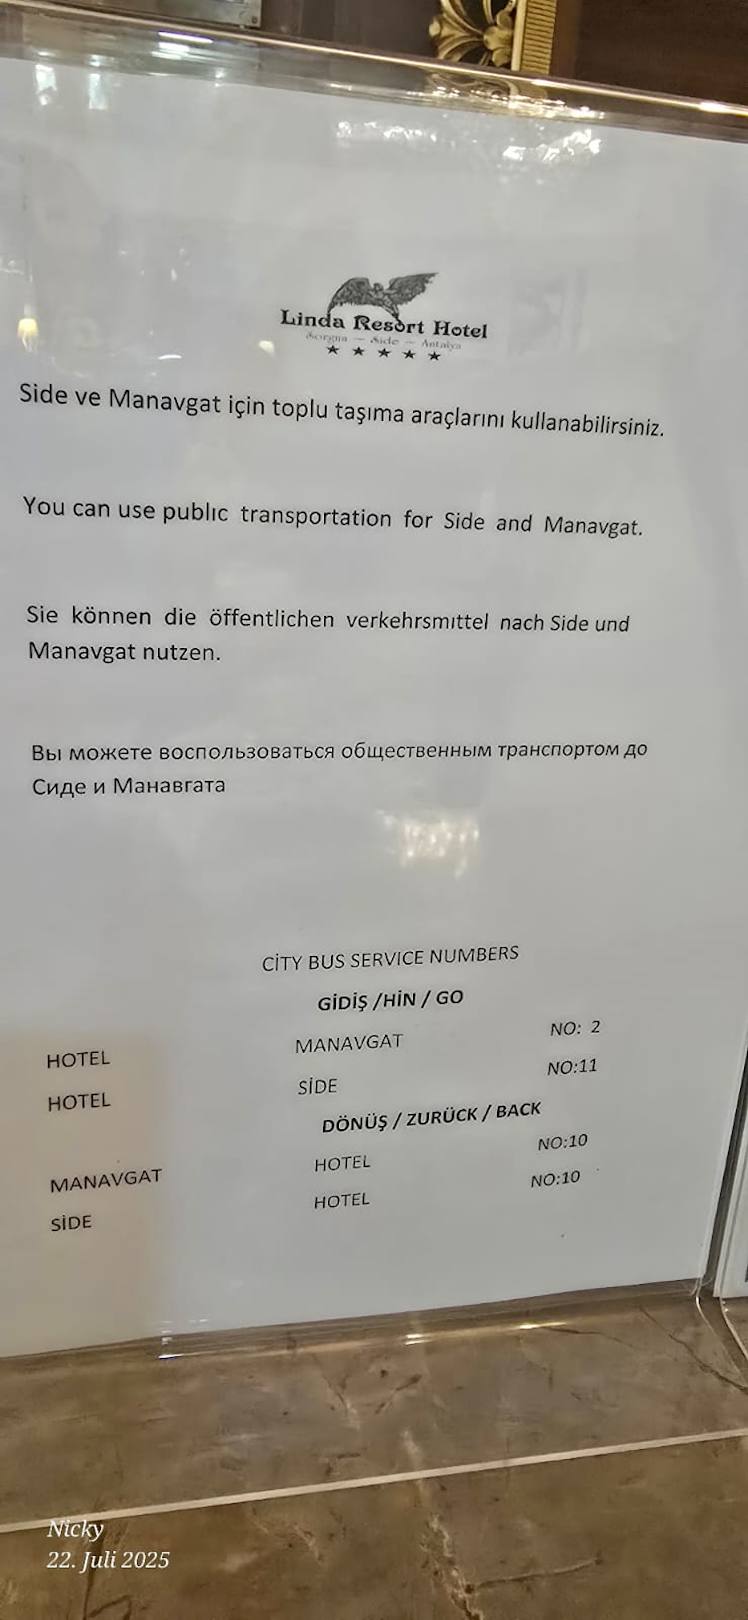 Linda Resort Hotel
Sorgun — Side — Antalya
★ ★ ★ ★ ★
Side ve Manavgat için toplu taşıma araçlarını kullanabilirsiniz.
You can use publıc transportation for Side and Manavgat.
Sie können die öffentlichen verkehrsmıttel nach Side und
Manavgat nutzen.
Вы можете воспользоваться общественным транспортом до
Сиде и Манавгата
CİTY BUS SERVICE NUMBERS
GİDİŞ /HİN / GO
HOTEL MANAVGAT NO: 2
HOTEL SİDE NO:11
DÖNÜŞ / ZURÜCK / BACK
MANAVGAT HOTEL NO:10
SİDE HOTEL NO:10
Nicky
22. Juli 2025